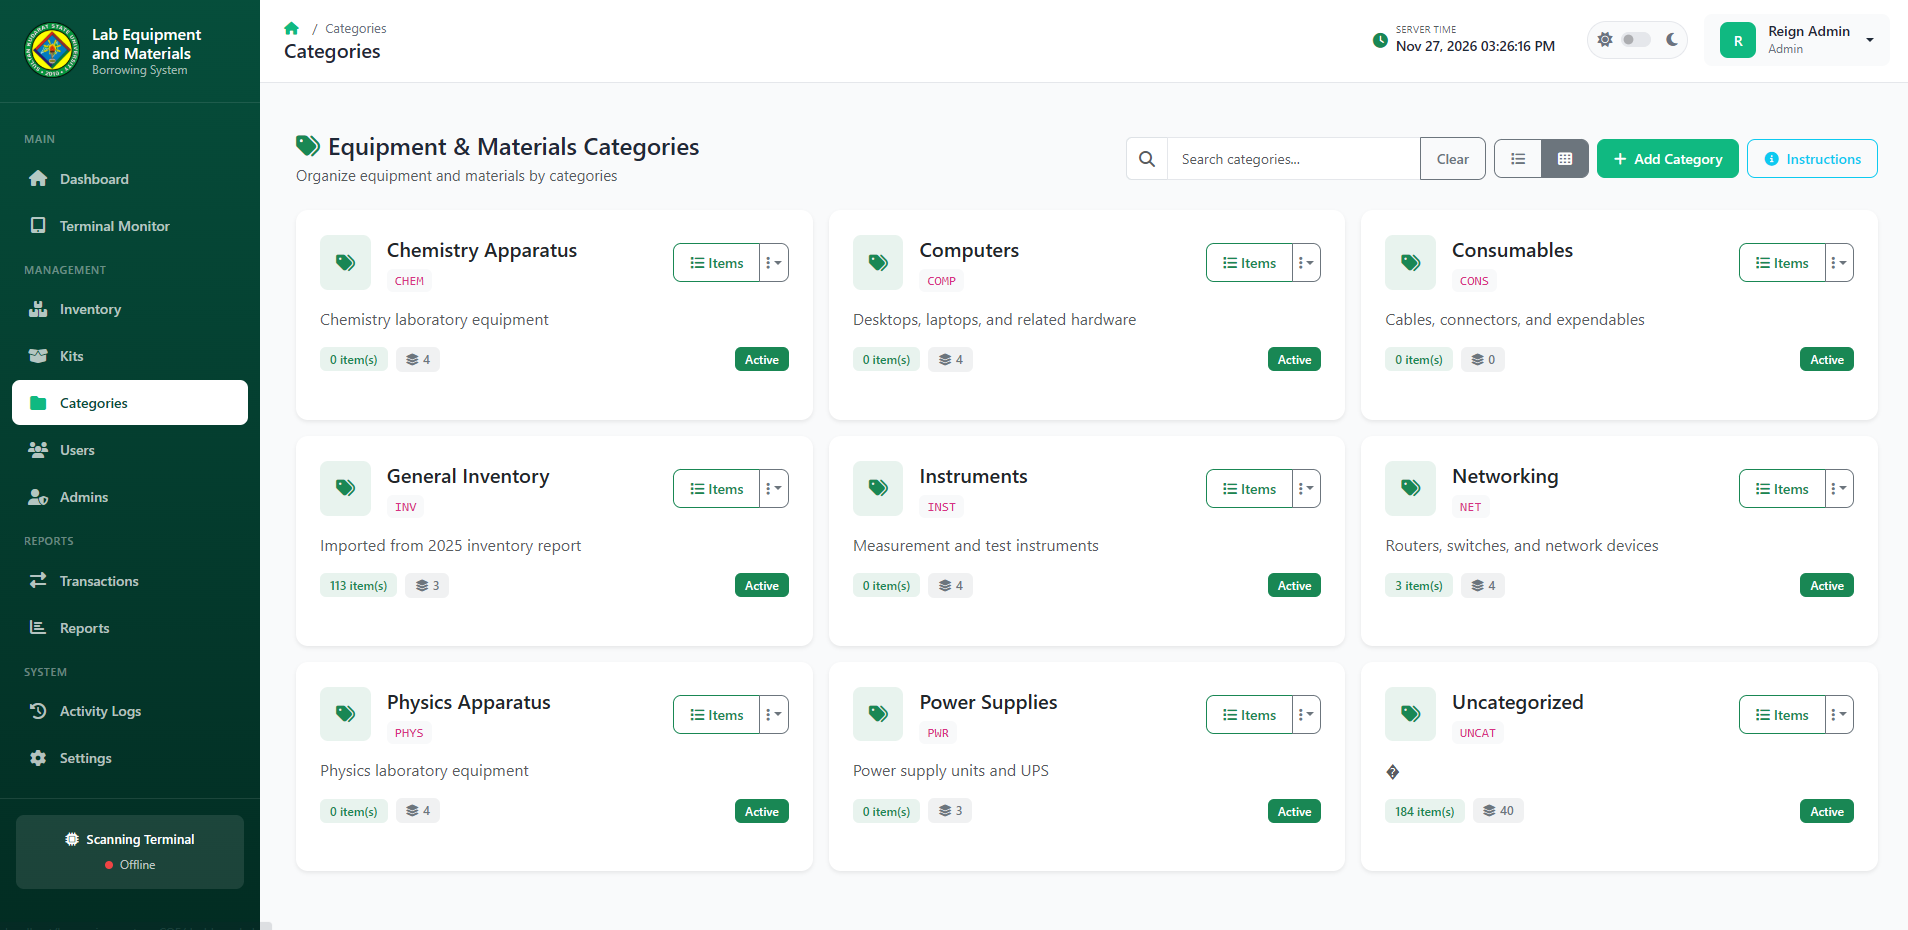 Lab Equipment
and Materials
Borrowing System
MAIN
Dashboard
Terminal Monitor
MANAGEMENT
Inventory
Kits
Categories
Users
Admins
REPORTS
Transactions
Reports
SYSTEM
Activity Logs
Settings
Scanning Terminal
Offline
/ Categories
Categories
SERVER TIME
Nov 27, 2026 03:26:16 PM
R
Reign Admin
Admin
Equipment & Materials Categories
Organize equipment and materials by categories
Search categories...
Clear
Add Category
Instructions
Chemistry Apparatus
CHEM
Items
Chemistry laboratory equipment
0 item(s) 4 Active
Computers
COMP
Items
Desktops, laptops, and related hardware
0 item(s) 4 Active
Consumables
CONS
Items
Cables, connectors, and expendables
0 item(s) 0 Active
General Inventory
INV
Items
Imported from 2025 inventory report
113 item(s) 3 Active
Instruments
INST
Items
Measurement and test instruments
0 item(s) 4 Active
Networking
NET
Items
Routers, switches, and network devices
3 item(s) 4 Active
Physics Apparatus
PHYS
Items
Physics laboratory equipment
0 item(s) 4 Active
Power Supplies
PWR
Items
Power supply units and UPS
0 item(s) 3 Active
Uncategorized
UNCAT
Items
�
184 item(s) 40 Active